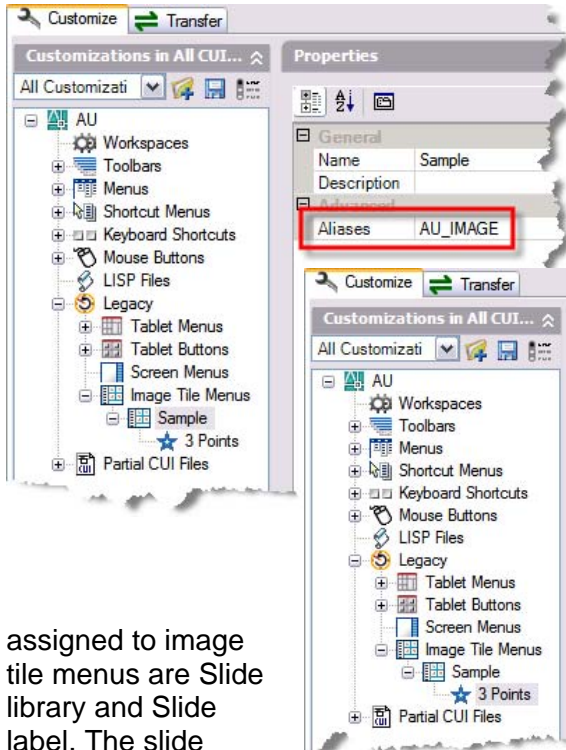 Customize Transfer
Customizations in All CUI...
All Customizati
AU
Workspaces
Toolbars
Menus
Shortcut Menus
Keyboard Shortcuts
Mouse Buttons
LISP Files
Legacy
Tablet Menus
Tablet Buttons
Screen Menus
Image Tile Menus
Sample
3 Points
Partial CUI Files
Properties
General
Name Sample
Description
Advanced
Aliases AU_IMAGE
Customize Transfer
Customizations in All CUI...
All Customizati
AU
Workspaces
Toolbars
Menus
Shortcut Menus
Keyboard Shortcuts
Mouse Buttons
LISP Files
Legacy
Tablet Menus
Tablet Buttons
Screen Menus
Image Tile Menus
Sample
3 Points
Partial CUI Files
assigned to image
tile menus are Slide
library and Slide
label. The slide